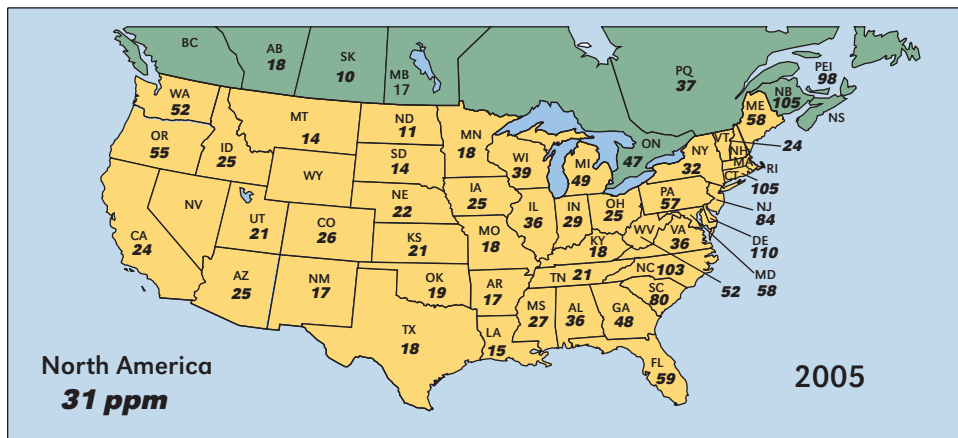 BC
AB
18
SK
10
MB
17
PQ
37
PEI
98
NB
105
NS
ON
47
WA
52
OR
55
ID
25
MT
14
ND
11
SD
14
MN
18
WI
39
MI
49
NY
32
VT
NH
24
ME
58
MA
RI
105
CT
WY
NE
22
IA
25
IL
36
IN
29
OH
25
PA
57
NJ
84
DE
110
MD
58
NV
UT
21
CO
26
KS
21
MO
18
KY
18
WV
52
VA
36
CA
24
AZ
25
NM
17
OK
19
AR
17
TN 21
NC 103
SC
80
TX
18
LA
15
MS
27
AL
36
GA
48
FL
59
North America
31 ppm
2005